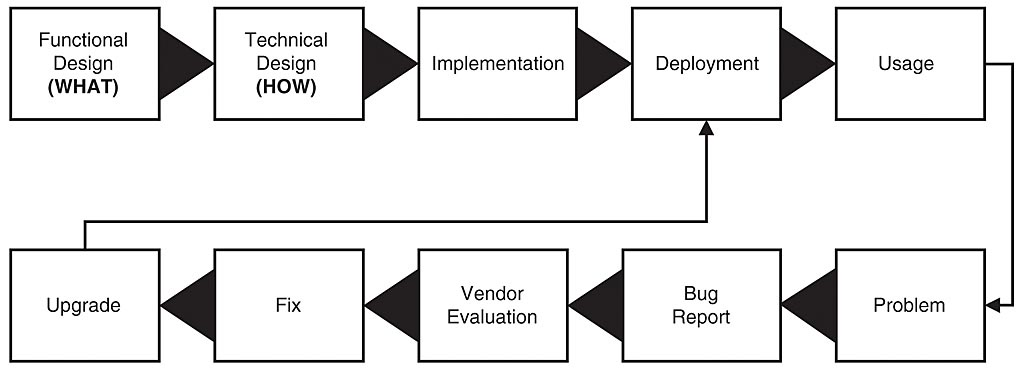 Functional
Design
(WHAT)
Technical
Design
(HOW)
Implementation
Deployment
Usage
Upgrade
Fix
Vendor
Evaluation
Bug
Report
Problem